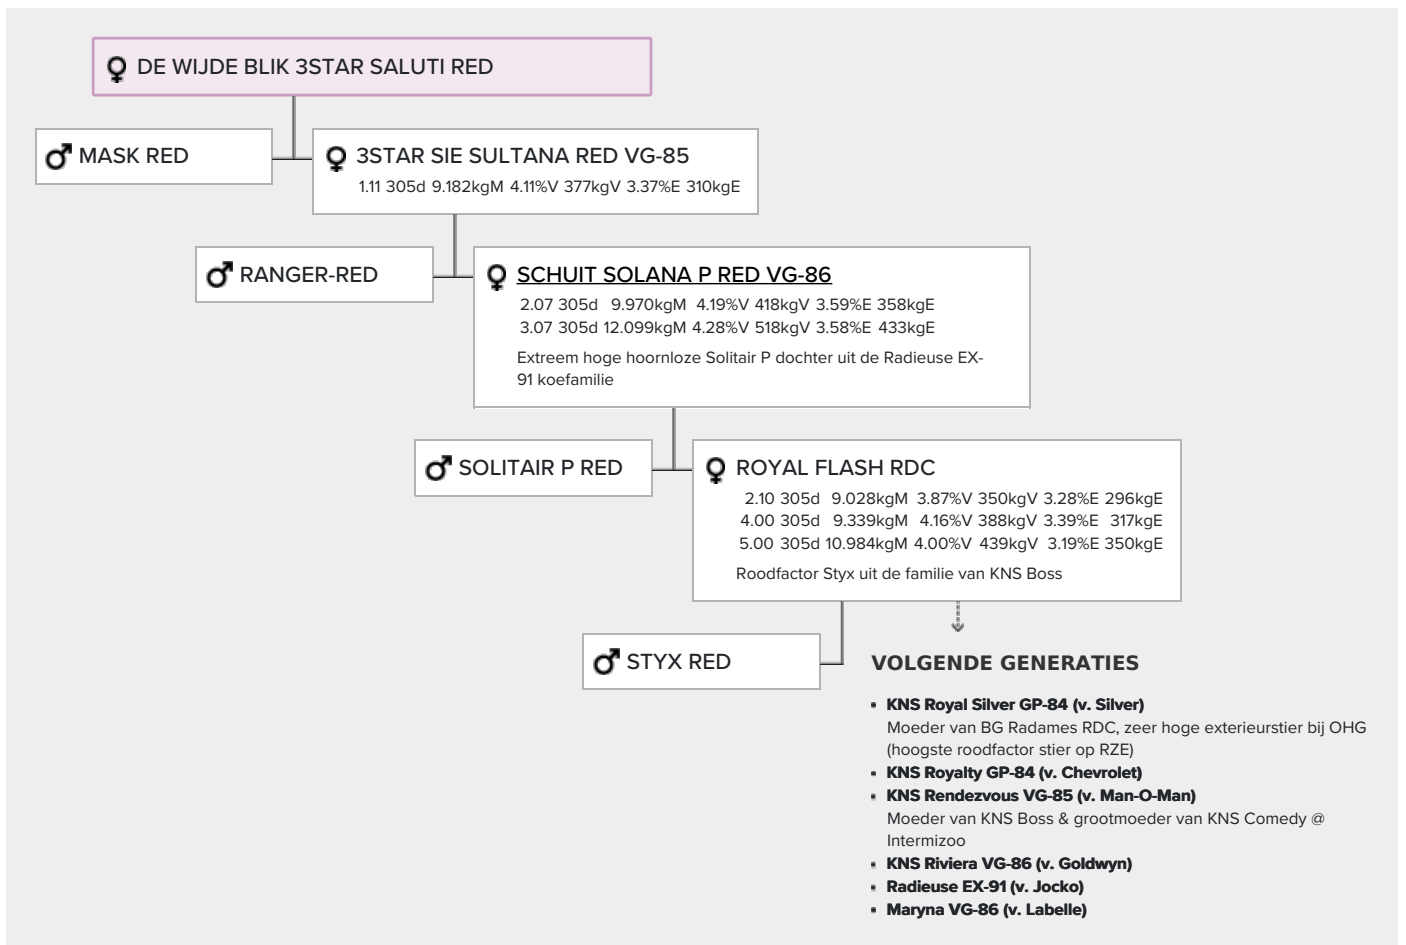 DE WIJDE BLIK 3STAR SALUTI RED
MASK RED
3STAR SIE SULTANA RED VG-85
1.11 305d 9.182kgM 4.11%V 377kgV 3.37%E 310kgE
RANGER-RED
SCHUIT SOLANA P RED VG-86
2.07 305d 9.970kgM 4.19%V 418kgV 3.59%E 358kgE
3.07 305d 12.099kgM 4.28%V 518kgV 3.58%E 433kgE
Extreem hoge hoornloze Solitair P dochter uit de Radieuse EX-
91 koefamilie
SOLITAIR P RED
ROYAL FLASH RDC
2.10 305d 9.028kgM 3.87%V 350kgV 3.28%E 296kgE
4.00 305d 9.339kgM 4.16%V 388kgV 3.39%E 317kgE
5.00 305d 10.984kgM 4.00%V 439kgV 3.19%E 350kgE
Roodfactor Styx uit de familie van KNS Boss
STYX RED
VOLGENDE GENERATIES
KNS Royal Silver GP-84 (v. Silver)
Moeder van BG Radames RDC, zeer hoge exterieurstier bij OHG
(hoogste roodfactor stier op RZE)
KNS Royalty GP-84 (v. Chevrolet)
KNS Rendezvous VG-85 (v. Man-O-Man)
Moeder van KNS Boss & grootmoeder van KNS Comedy @
Intermizoo
KNS Riviera VG-86 (v. Goldwyn)
Radieuse EX-91 (v. Jocko)
Maryna VG-86 (v. Labelle)